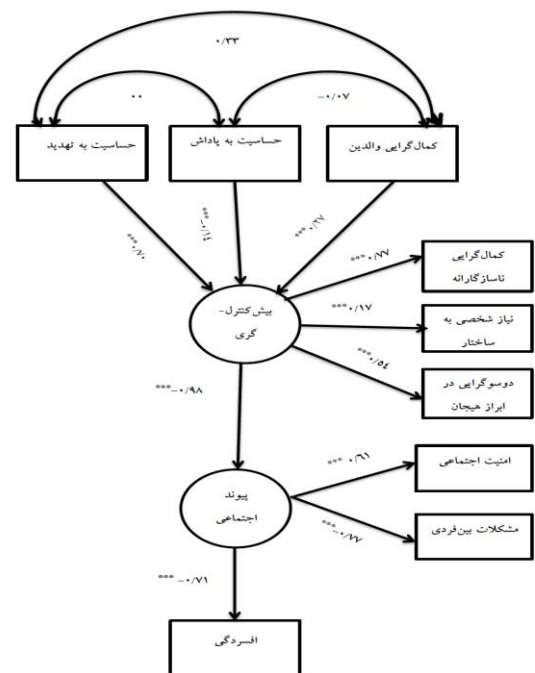 ۰/۳۳
۰۰
-۰/۰۷
حساسیت به تهدید
حساسیت به پاداش
کمال‌گرایی والدین
***۰/۷۰
***-۰/۱٤
***۰/۲۷
***۰/۷۷
کمال‌گرایی
ناسازگارانه
بیش‌کنترل-
گری
***۰/۱۷
نیاز شخصی به
ساختار
***۰/۵٤
دوسوگرایی در
ابراز هیجان
***-۰/۹۸
پیوند
اجتماعی
*** ۰/۶۱
امنیت اجتماعی
***-۰/۷۷
مشکلات بین‌فردی
*** -۰/۷۱
افسردگی